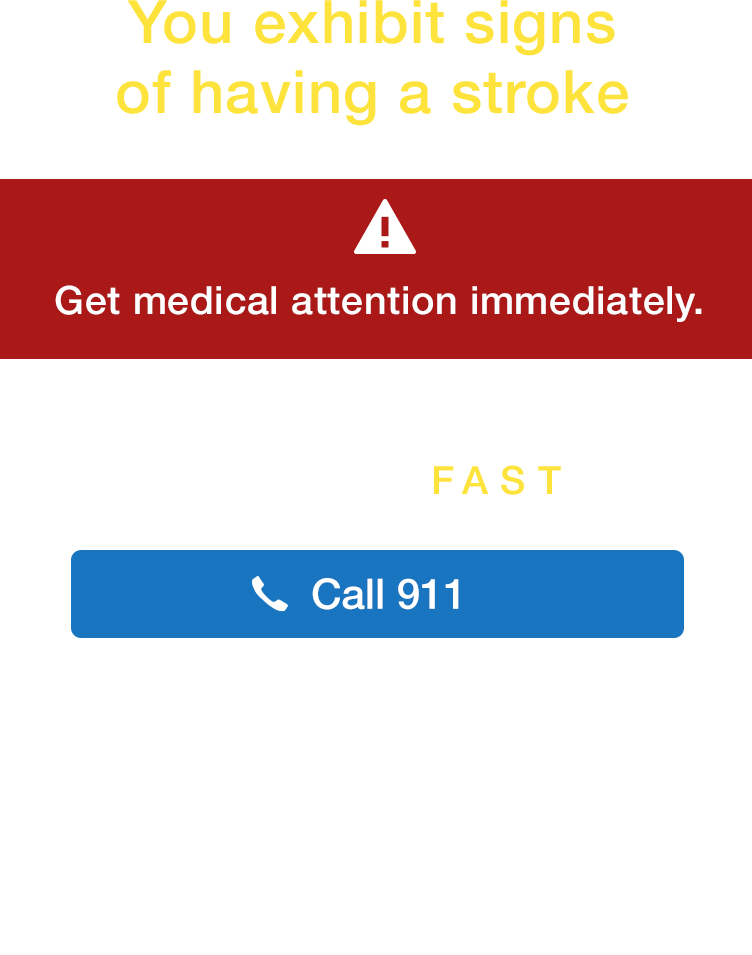 You exhibit signs
of having a stroke
Get medical attention immediately.
F A S T
Call 911